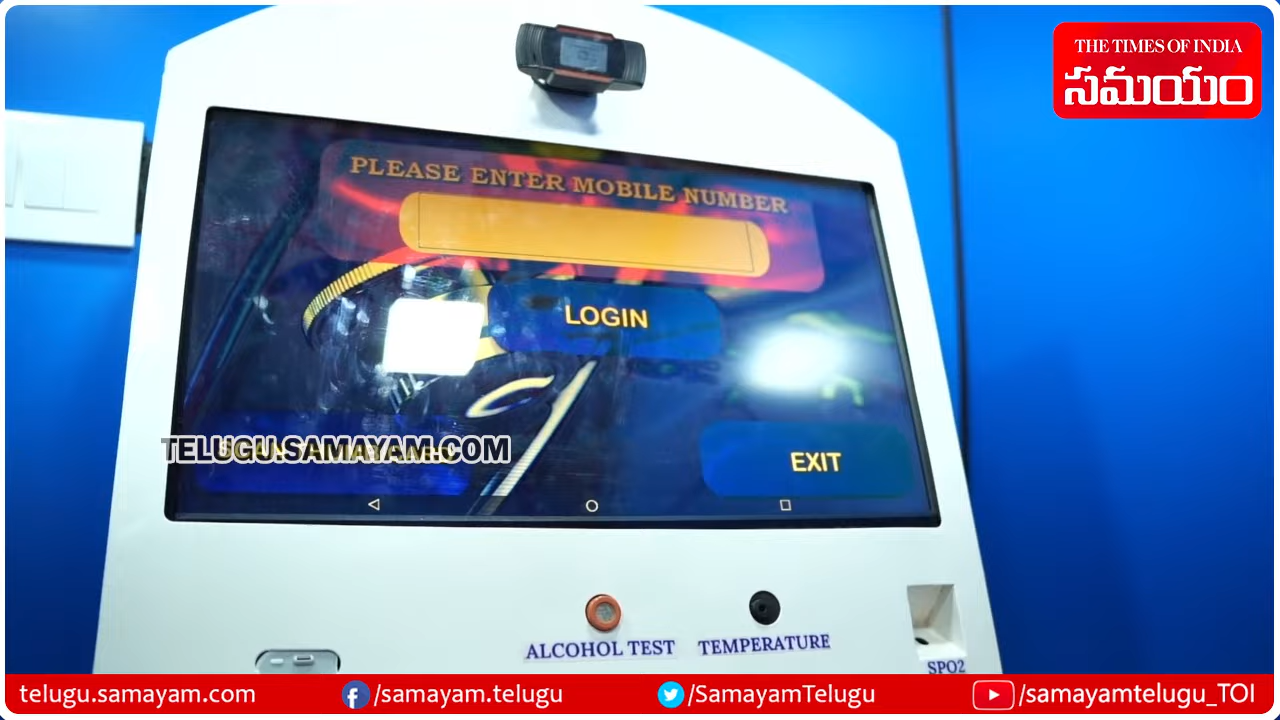 THE TIMES OF INDIA
సమయం
PLEASE ENTER MOBILE NUMBER
LOGIN
TELUGU.SAMAYAM.COM
EXIT
ALCOHOL TEST
TEMPERATURE
SPO2
telugu.samayam.com
/samayam.telugu
/SamayamTelugu
/samayamtelugu_TOI